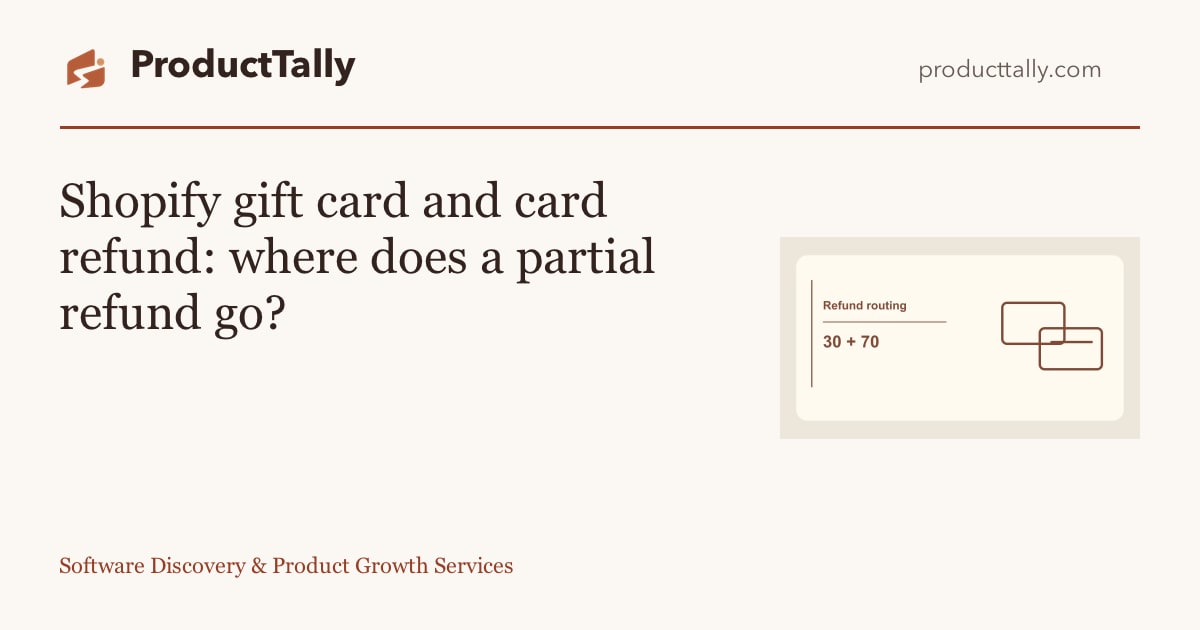 ProductTally
producttally.com
Shopify gift card and card
refund: where does a partial
refund go?
Refund routing
30 + 70
Software Discovery & Product Growth Services